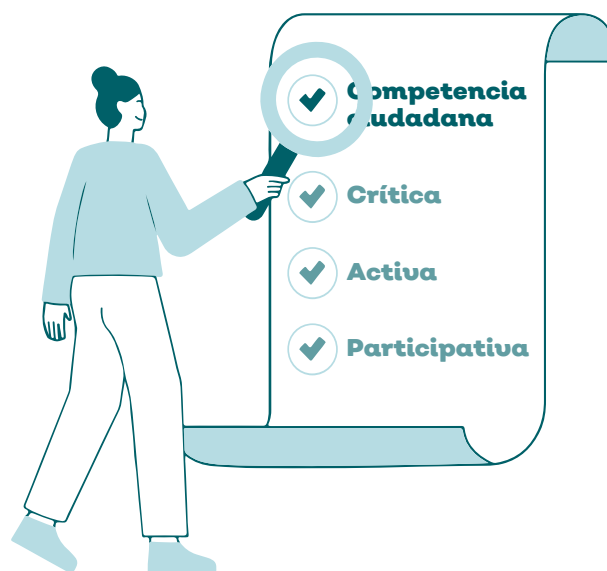 Competencia
ciudadana
Crítica
Activa
Participativa